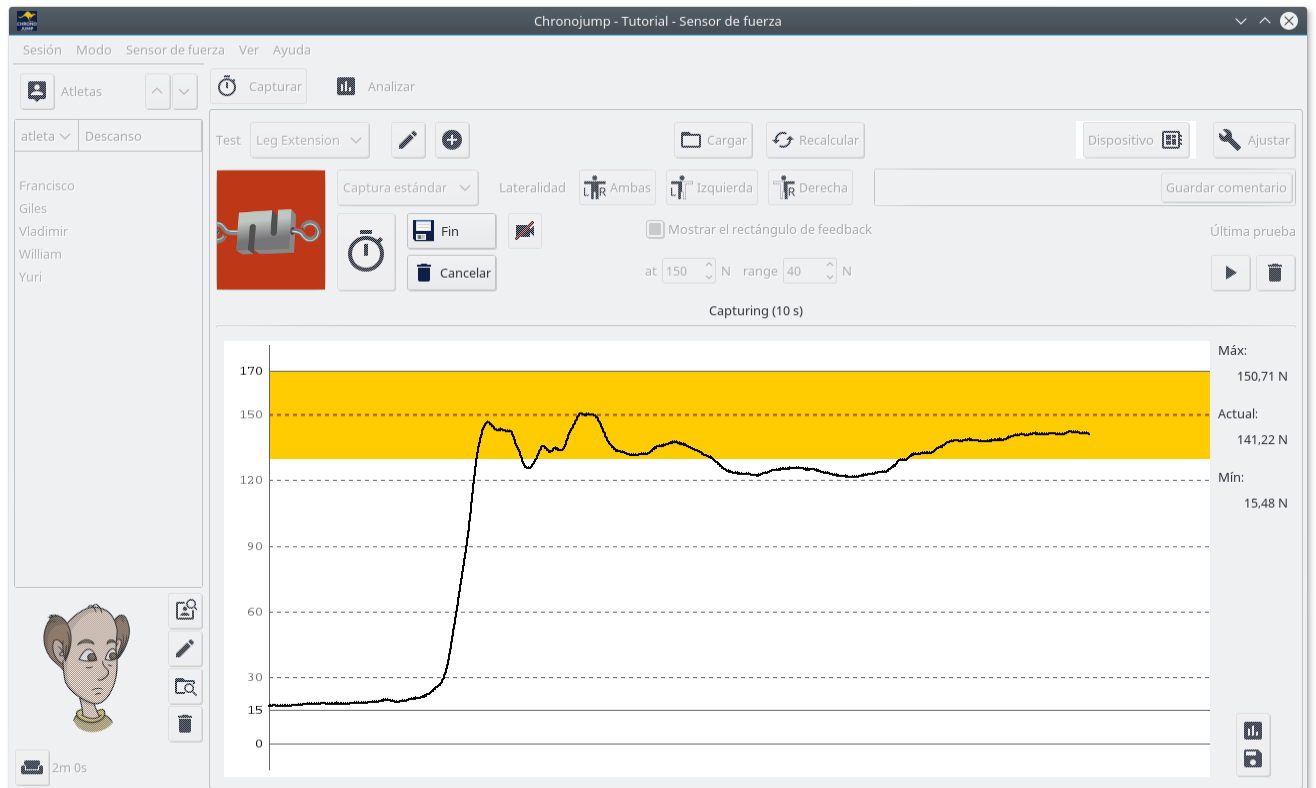 CHRONO
JUMP
Chronojump - Tutorial - Sensor de fuerza
Sesión Modo Sensor de fuerza Ver Ayuda
Atletas
Capturar Analizar
atleta Descanso
Francisco
Giles
Vladimir
William
Yuri
Test Leg Extension Cargar Recalcular Dispositivo Ajustar
Captura estándar Lateralidad L R Ambas L Izquierda R Derecha Guardar comentario
Fin Mostrar el rectángulo de feedback Última prueba
Cancelar at 150 N range 40 N
Capturing (10 s)
170
150
120
90
60
30
15
0
Máx:
150,71 N
Actual:
141,22 N
Mín:
15,48 N
2m 0s